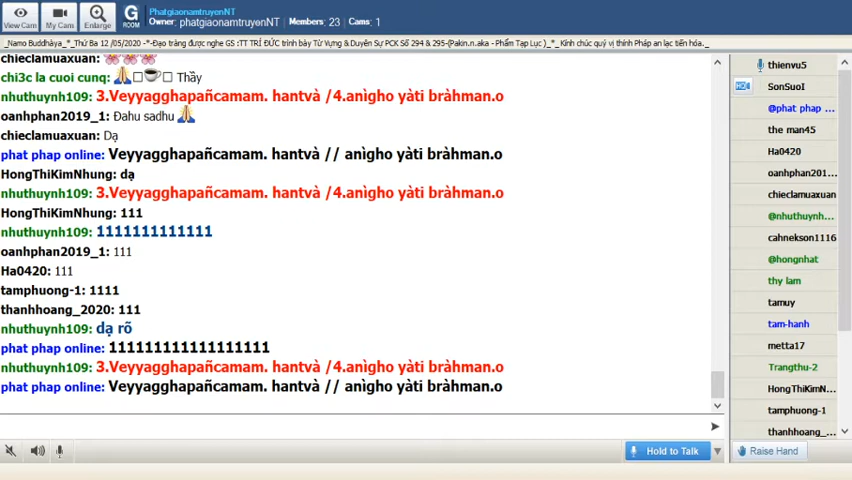 View Cam
My Cam
Enlarge
G
ROOM
PhatgiaonamtruyenNT
Owner: phatgiaonamtruyenNT | Members: 23 | Cams: 1
_Namo Buddhàya_*_Thứ Ba 12 /05/2020 -*-Đạo tràng được nghe GS :TT TRÍ ĐỨC trình bày Từ Vựng &Duyên Sự PCK Số 294 & 295-(Pakin.n.aka - Phẩm Tạp Lục )_*_Kính chúc quý vị thính Pháp an lạc tiến hóa._
chieclamuaxuan:
chi3c la cuoi cunq: Thầy
nhuthuynh109: 3.Veyyagghapañcamam. hantvà /4.anìgho yàti bràhman.o
oanhphan2019_1: Đahu sadhu
chieclamuaxuan: Dạ
phat phap online: Veyyagghapañcamam. hantvà // anìgho yàti bràhman.o
HongThiKimNhung: dạ
nhuthuynh109: 3.Veyyagghapañcamam. hantvà /4.anìgho yàti bràhman.o
HongThiKimNhung: 111
nhuthuynh109: 1111111111111
oanhphan2019_1: 111
Ha0420: 111
tamphuong-1: 1111
thanhhoang_2020: 111
nhuthuynh109: dạ rõ
phat phap online: 111111111111111111
nhuthuynh109: 3.Veyyagghapañcamam. hantvà /4.anìgho yàti bràhman.o
phat phap online: Veyyagghapañcamam. hantvà // anìgho yàti bràhman.o
thienvu5
HD
SonSuoI
@phat phap ...
the man45
Ha0420
oanhphan201...
chieclamuaxuan
@nhuthuynh...
cahnekson1116
@hongnhat
thy lam
tamuy
tam-hanh
metta17
Trangthu-2
HongThiKimN...
tamphuong-1
thanhhoang_...
Hold to Talk
Raise Hand